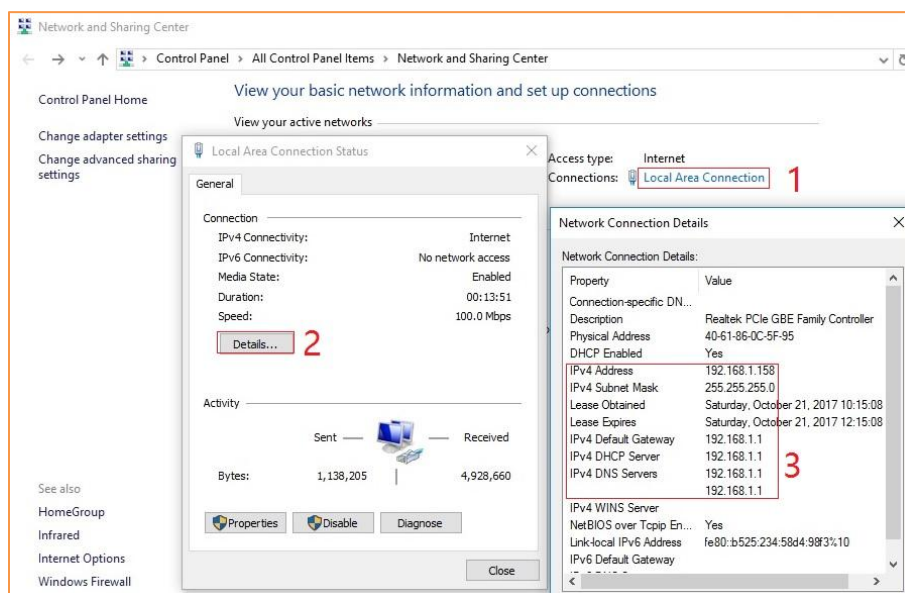 Network and Sharing Center
Control Panel > All Control Panel Items > Network and Sharing Center
Control Panel Home
Change adapter settings
Change advanced sharing settings
See also
HomeGroup
Infrared
Internet Options
Windows Firewall
View your basic network information and set up connections
View your active networks
Access type: Internet
Connections: Local Area Connection
1
Local Area Connection Status
General
Connection
IPv4 Connectivity: Internet
IPv6 Connectivity: No network access
Media State: Enabled
Duration: 00:13:51
Speed: 100.0 Mbps
Details...
2
Activity
Sent — — Received
Bytes: 1,138,205 4,928,660
Properties Disable Diagnose
Close
Network Connection Details
Network Connection Details:
Property Value
Connection-specific DN...
Description Realtek PCIe GBE Family Controller
Physical Address 40-61-86-0C-5F-95
DHCP Enabled Yes
IPv4 Address 192.168.1.158
IPv4 Subnet Mask 255.255.255.0
Lease Obtained Saturday, October 21, 2017 10:15:08
Lease Expires Saturday, October 21, 2017 12:15:08
IPv4 Default Gateway 192.168.1.1
IPv4 DHCP Server 192.168.1.1
IPv4 DNS Servers 192.168.1.1
192.168.1.1
3
IPv4 WINS Server
NetBIOS over Tcpip En... Yes
Link-local IPv6 Address fe80::b525:234:58d4:98f3%10
IPv6 Default Gateway